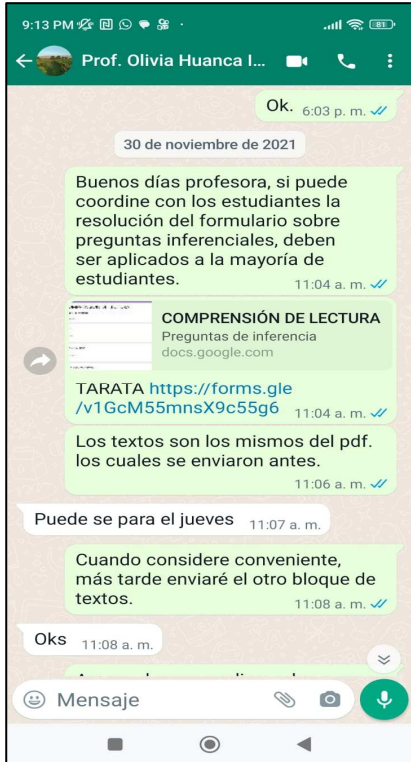 9:13 PM
81
Prof. Olivia Huanca I...
Ok. 6:03 p. m.
30 de noviembre de 2021
Buenos días profesora, si puede
coordine con los estudiantes la
resolución del formulario sobre
preguntas inferenciales, deben
ser aplicados a la mayoría de
estudiantes.
11:04 a. m.
COMPRENSIÓN DE LECTURA
Preguntas de inferencia
docs.google.com
TARATA https://forms.gle
/v1GcM55mnsX9c55g6 11:04 a. m.
Los textos son los mismos del pdf.
los cuales se enviaron antes.
11:06 a. m.
Puede se para el jueves 11:07 a. m.
Cuando considere conveniente,
más tarde enviaré el otro bloque de
textos.
11:08 a. m.
Oks 11:08 a. m.
Mensaje